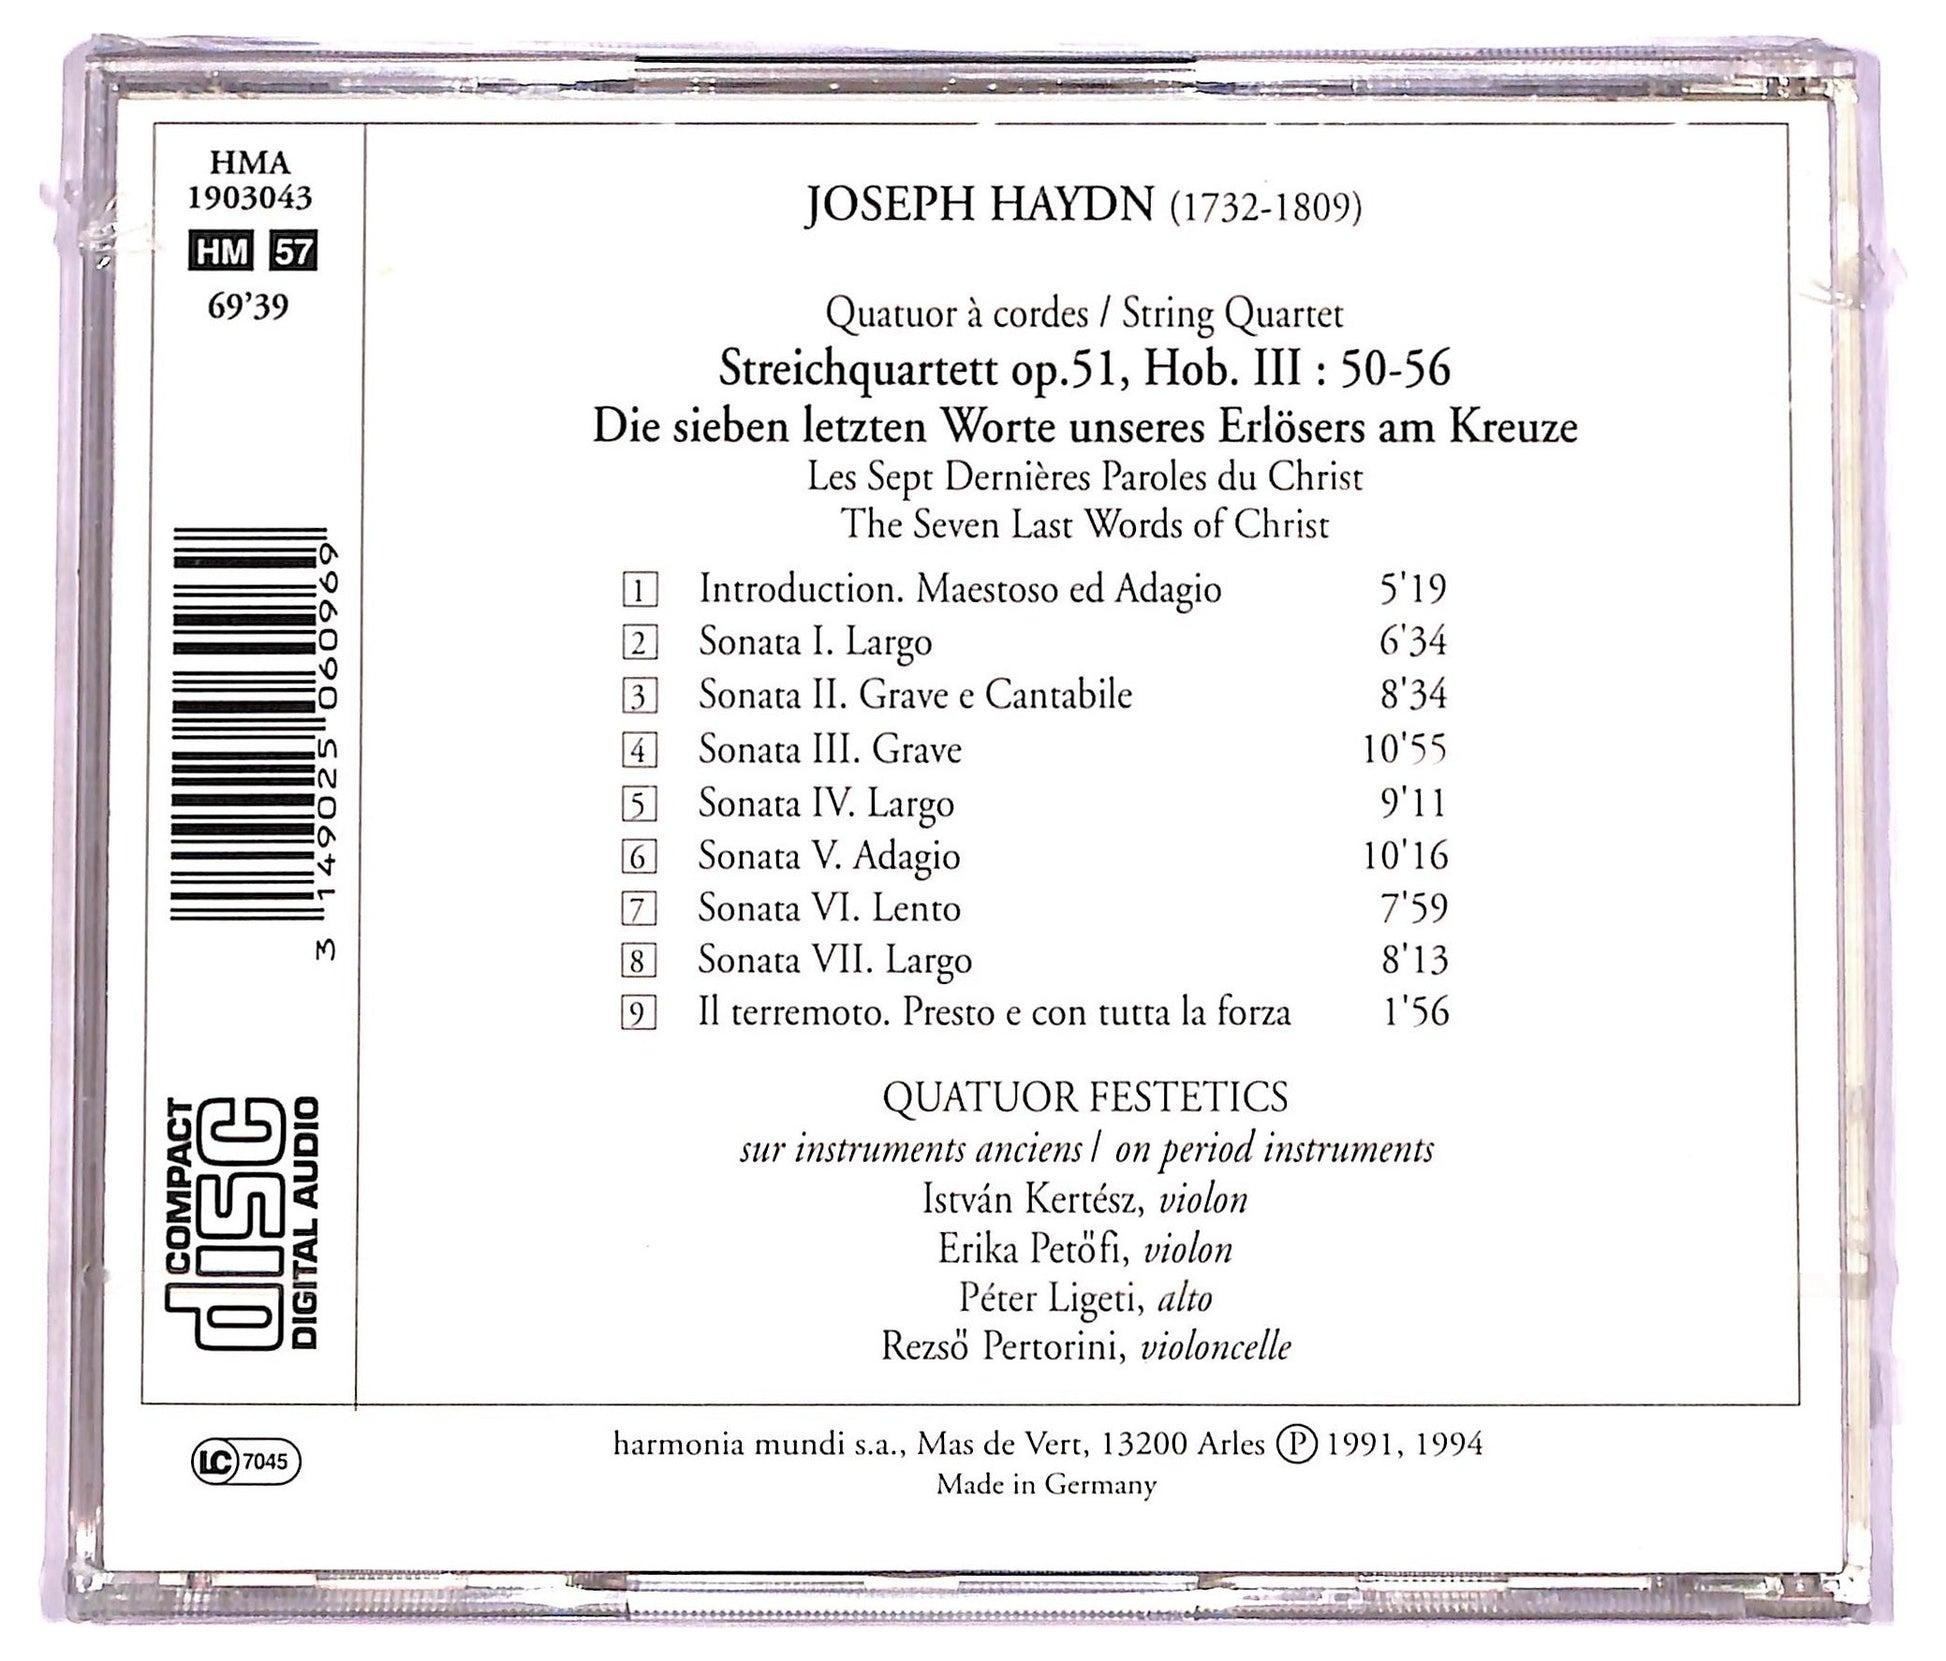 HMA
1903043
HM 57
69’39
3 149025 060969
COMPACT
disc
DIGITAL AUDIO
LC 7045
JOSEPH HAYDN (1732-1809)
Quatuor à cordes / String Quartet
Streichquartett op.51, Hob. III : 50-56
Die sieben letzten Worte unseres Erlösers am Kreuze
Les Sept Dernières Paroles du Christ
The Seven Last Words of Christ
1 Introduction. Maestoso ed Adagio 5'19
2 Sonata I. Largo 6'34
3 Sonata II. Grave e Cantabile 8'34
4 Sonata III. Grave 10'55
5 Sonata IV. Largo 9'11
6 Sonata V. Adagio 10'16
7 Sonata VI. Lento 7'59
8 Sonata VII. Largo 8'13
9 Il terremoto. Presto e con tutta la forza 1'56
QUATUOR FESTETICS
sur instruments anciens / on period instruments
István Kertész, violon
Erika Petöfi, violon
Péter Ligeti, alto
Rezsö Pertorini, violoncelle
harmonia mundi s.a., Mas de Vert, 13200 Arles Ⓟ 1991, 1994
Made in Germany